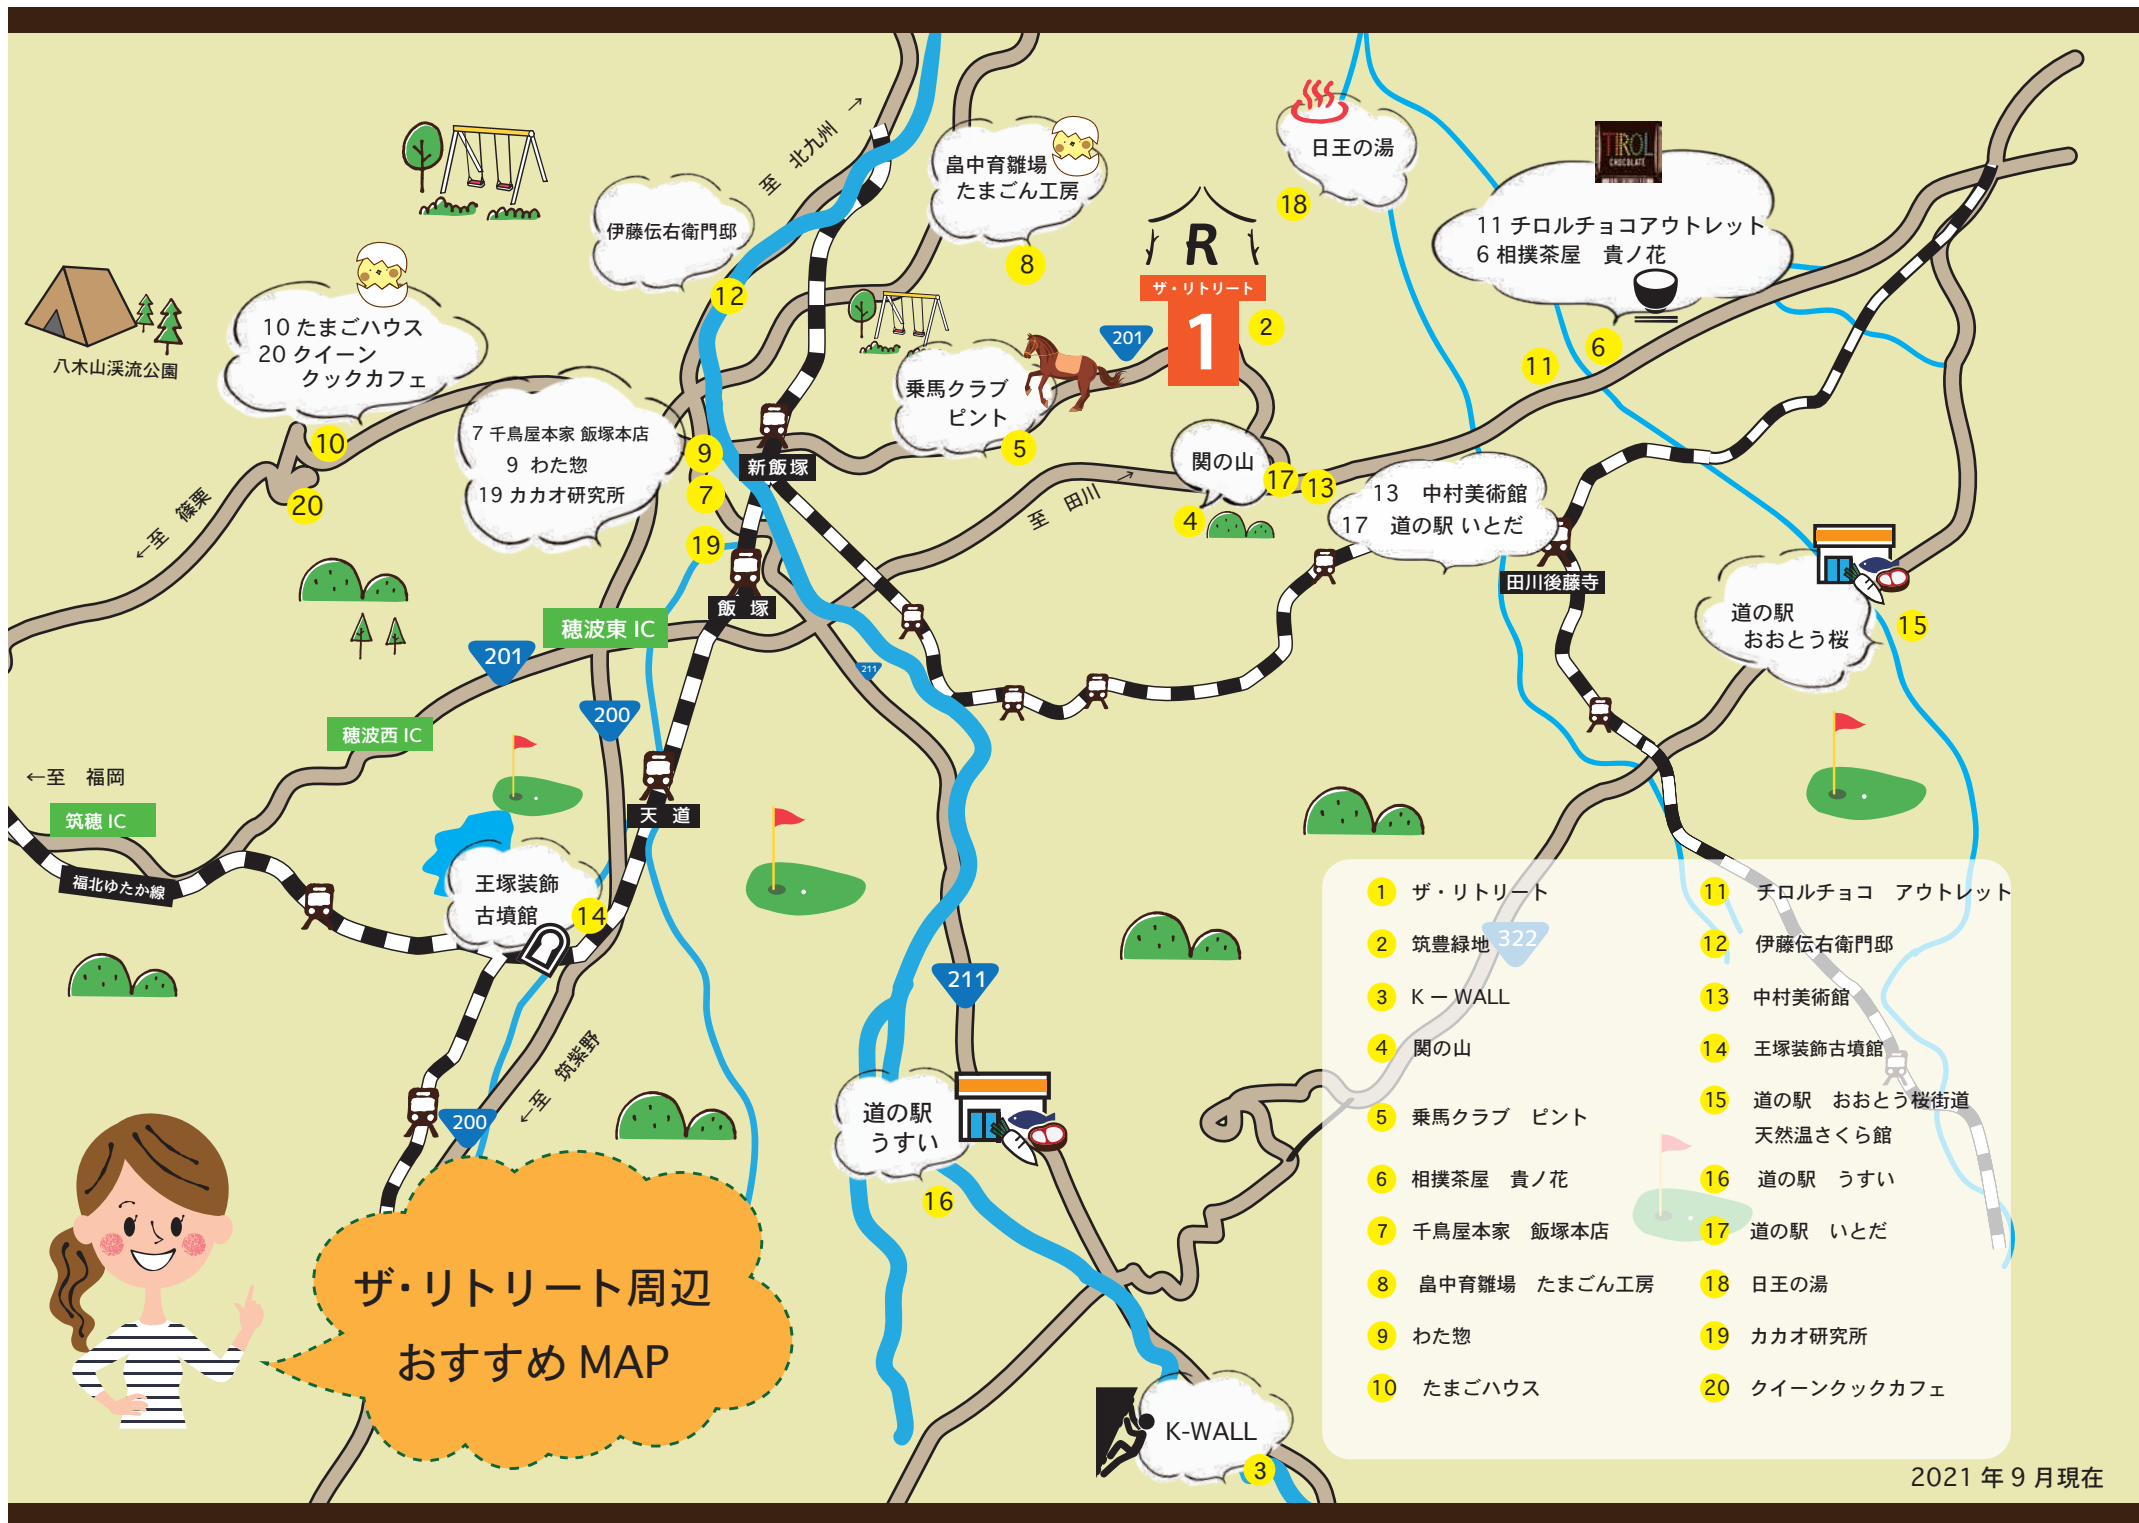 至　北九州　→
畠中育雛場
たまごん工房
8
日王の湯
18
TIROL
CHOCOLATE
11 チロルチョコアウトレット
6 相撲茶屋　貴ノ花
11
6
伊藤伝右衛門邸
12
R
ザ・リトリート
1
2
201
八木山渓流公園
10 たまごハウス
20 クイーン
クックカフェ
10
20
←至　篠栗
7 千鳥屋本家 飯塚本店
9 わた惣
19 カカオ研究所
9
7
19
新飯塚
乗馬クラブ
ピント
5
至　田川　→
関の山
4
17
13
13　中村美術館
17　道の駅 いとだ
田川後藤寺
道の駅
おおとう桜
15
飯 塚
穂波東 IC
201
200
211
穂波西 IC
←至　福岡
筑穂 IC
福北ゆたか線
天 道
王塚装飾
古墳館
14
211
←至　筑紫野
200
道の駅
うすい
16
K-WALL
3
322
ザ・リトリート周辺
おすすめ MAP
1 ザ・リトリート
2 筑豊緑地
3 K － WALL
4 関の山
5 乗馬クラブ　ピント
6 相撲茶屋　貴ノ花
7 千鳥屋本家　飯塚本店
8 畠中育雛場　たまごん工房
9 わた惣
10 たまごハウス
11 チロルチョコ　アウトレット
12 伊藤伝右衛門邸
13 中村美術館
14 王塚装飾古墳館
15 道の駅　おおとう桜街道
天然温さくら館
16 道の駅　うすい
17 道の駅　いとだ
18 日王の湯
19 カカオ研究所
20 クイーンクックカフェ
2021 年 9 月現在